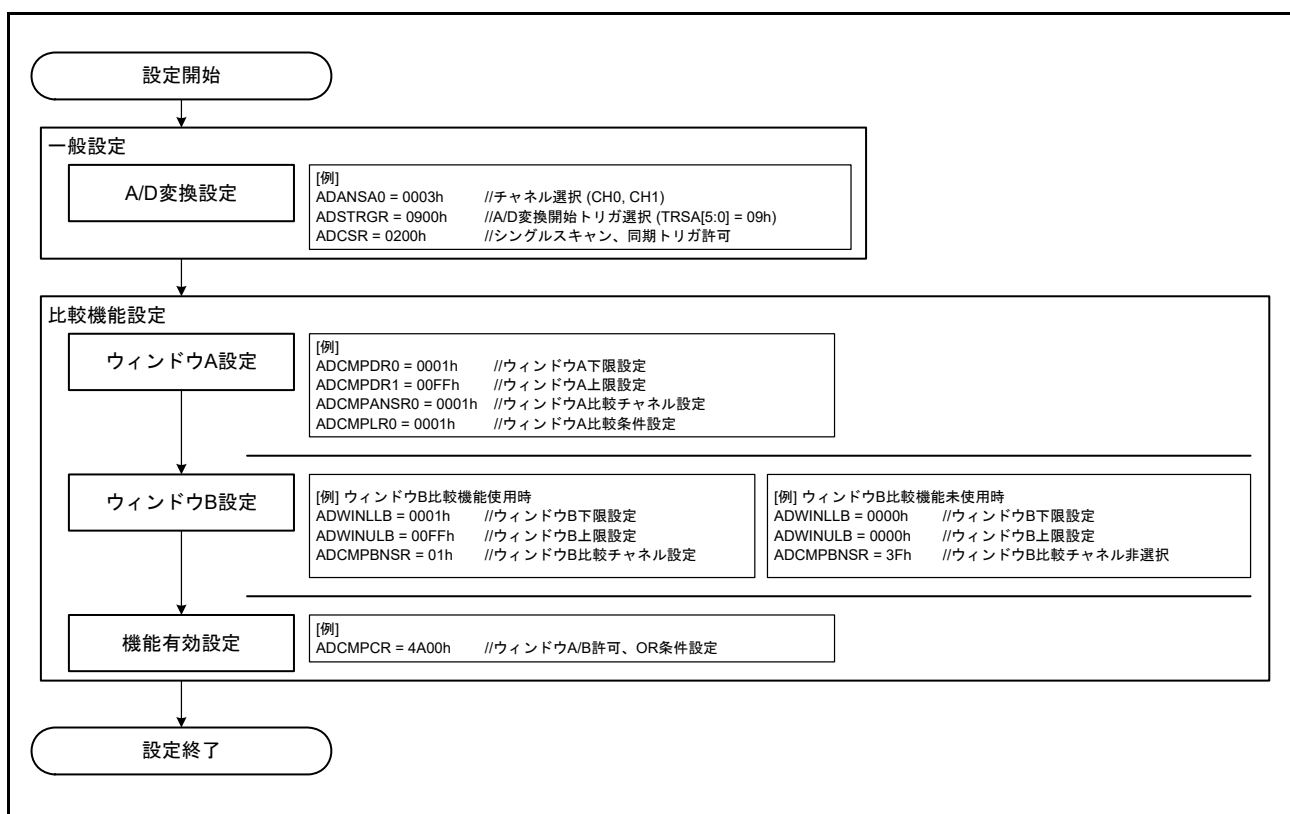 設定開始
一般設定
A/D変換設定
[例]
ADANSA0 = 0003h //チャネル選択 (CH0, CH1)
ADSTRGR = 0900h //A/D変換開始トリガ選択 (TRSA[5:0] = 09h)
ADCSR = 0200h //シングルスキャン、同期トリガ許可
比較機能設定
ウィンドウA設定
[例]
ADCMPDR0 = 0001h //ウィンドウA下限設定
ADCMPDR1 = 00FFh //ウィンドウA上限設定
ADCMPANSR0 = 0001h //ウィンドウA比較チャネル設定
ADCMPLR0 = 0001h //ウィンドウA比較条件設定
ウィンドウB設定
[例] ウィンドウB比較機能使用時
ADWINLLB = 0001h //ウィンドウB下限設定
ADWINULB = 00FFh //ウィンドウB上限設定
ADCMPBNSR = 01h //ウィンドウB比較チャネル設定
[例] ウィンドウB比較機能未使用時
ADWINLLB = 0000h //ウィンドウB下限設定
ADWINULB = 0000h //ウィンドウB上限設定
ADCMPBNSR = 3Fh //ウィンドウB比較チャネル非選択
機能有効設定
[例]
ADCMPCR = 4A00h //ウィンドウA/B許可、OR条件設定
設定終了